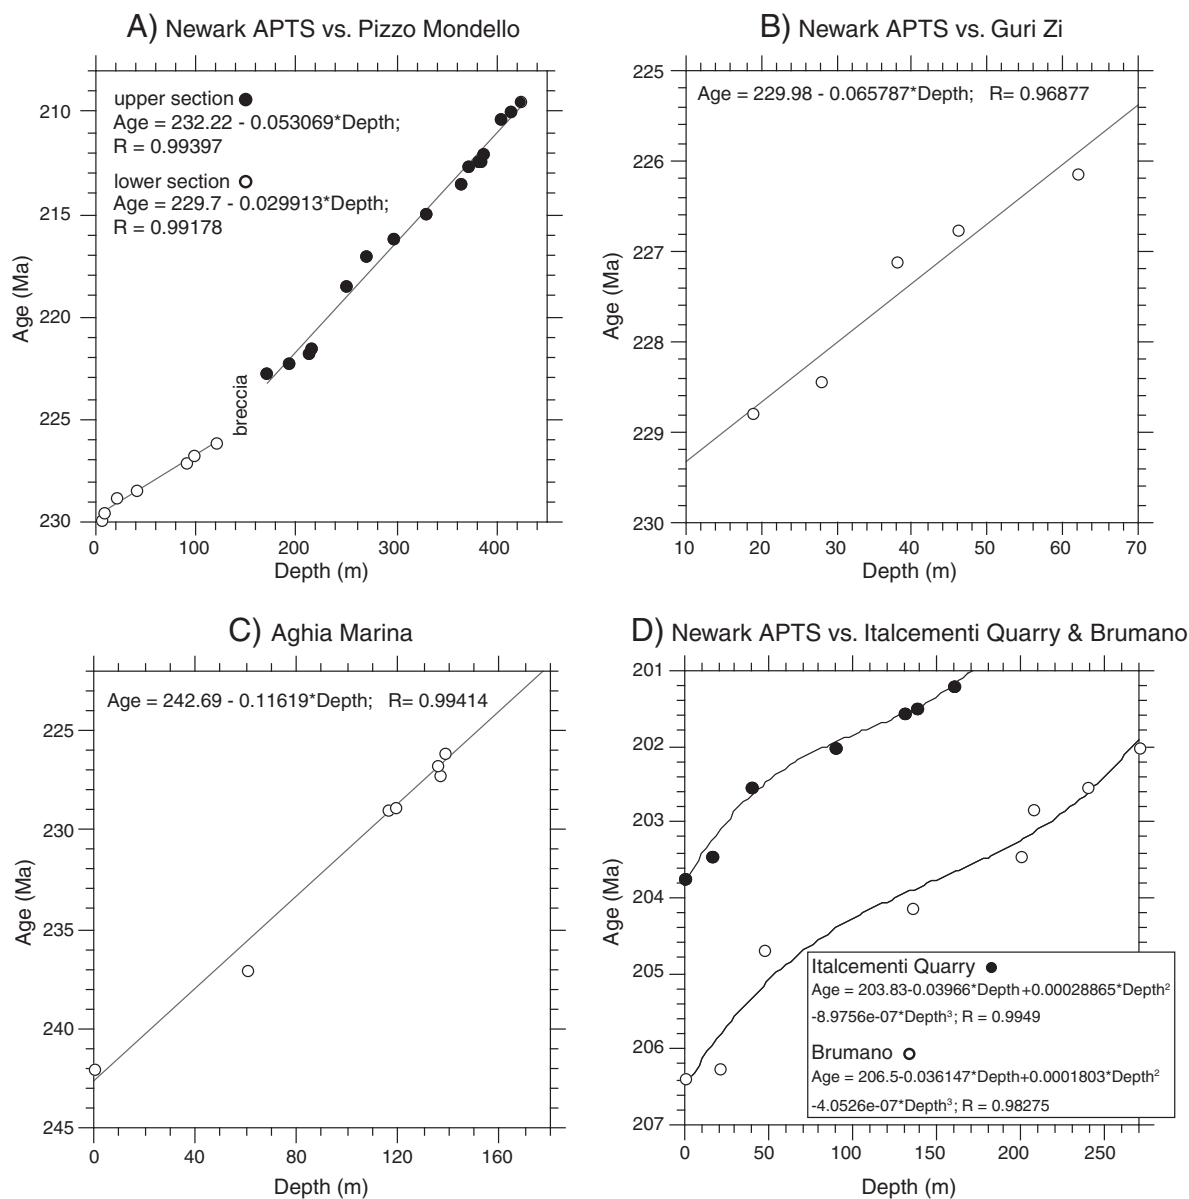 A) Newark APTS vs. Pizzo Mondello
upper section
Age = 232.22 - 0.053069*Depth;
R = 0.99397
lower section
Age = 229.7 - 0.029913*Depth;
R = 0.99178
breccia
210
215
220
225
230
Age (Ma)
0 100 200 300 400
Depth (m)
B) Newark APTS vs. Guri Zi
Age = 229.98 - 0.065787*Depth; R= 0.96877
225
226
227
228
229
230
Age (Ma)
10 20 30 40 50 60 70
Depth (m)
C) Aghia Marina
Age = 242.69 - 0.11619*Depth; R= 0.99414
225
230
235
240
245
Age (Ma)
0 40 80 120 160
Depth (m)
D) Newark APTS vs. Italcementi Quarry & Brumano
201
202
203
204
205
206
207
Age (Ma)
Italcementi Quarry
Age = 203.83-0.03966*Depth+0.00028865*Depth²
-8.9756e-07*Depth³; R = 0.9949
Brumano
Age = 206.5-0.036147*Depth+0.0001803*Depth²
-4.0526e-07*Depth³; R = 0.98275
0 50 100 150 200 250
Depth (m)